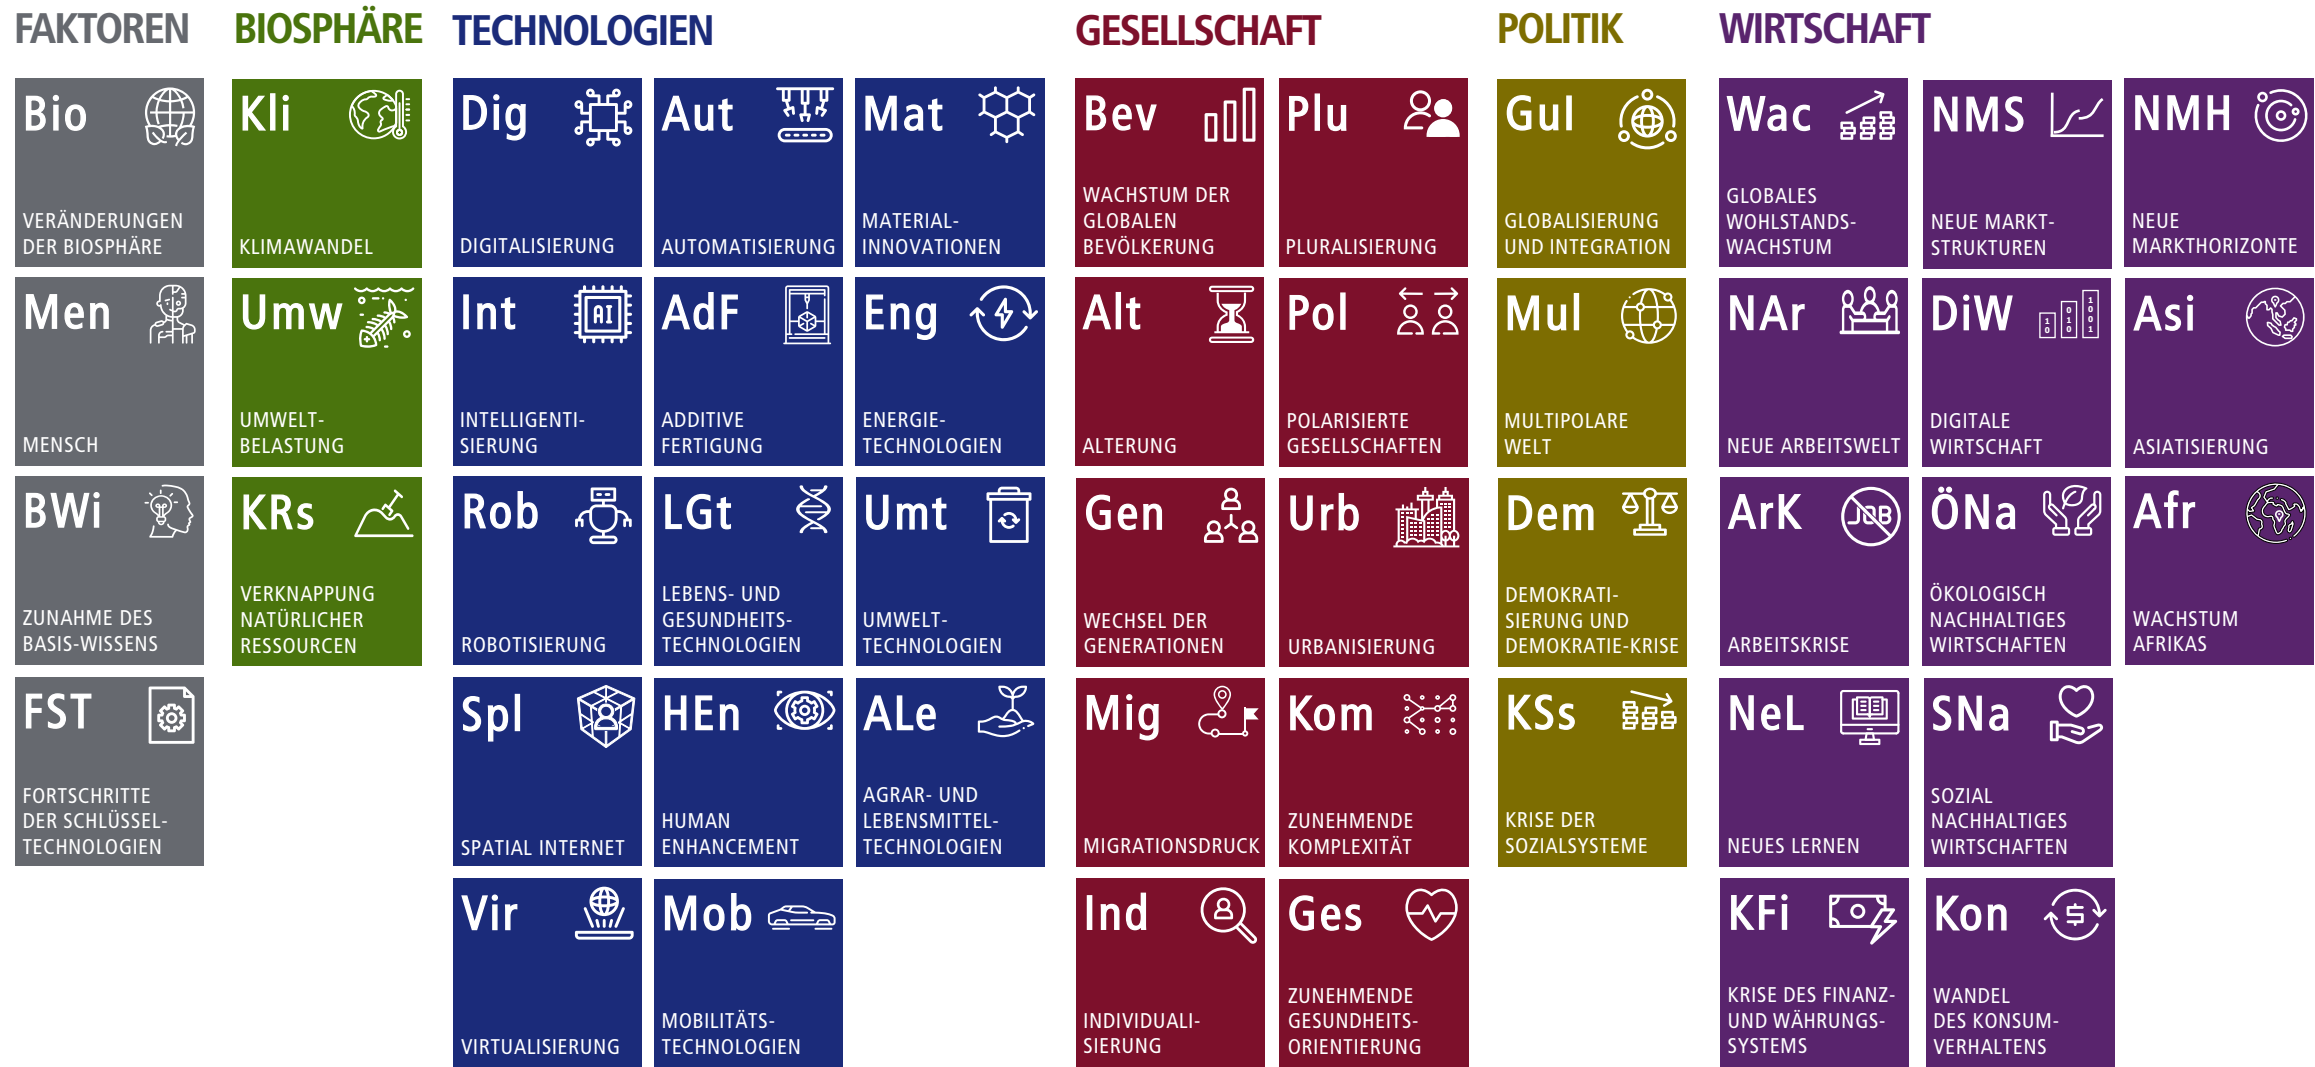 FAKTOREN
BIOSPHÄRE
TECHNOLOGIEN
GESELLSCHAFT
POLITIK
WIRTSCHAFT
Bio
VERÄNDERUNGEN
DER BIOSPHÄRE
Kli
KLIMAWANDEL
Dig
DIGITALISIERUNG
Aut
AUTOMATISIERUNG
Mat
MATERIAL-
INNOVATIONEN
Bev
WACHSTUM DER
GLOBALEN
BEVÖLKERUNG
Plu
PLURALISIERUNG
Gul
GLOBALISIERUNG
UND INTEGRATION
Wac
GLOBALES
WOHLSTANDS-
WACHSTUM
NMS
NEUE MARKT-
STRUKTUREN
NMH
NEUE
MARKTHORIZONTE
Men
MENSCH
Umw
UMWELT-
BELASTUNG
Int
AI
INTELLIGENTI-
SIERUNG
AdF
ADDITIVE
FERTIGUNG
Eng
ENERGIE-
TECHNOLOGIEN
Alt
ALTERUNG
Pol
POLARISIERTE
GESELLSCHAFTEN
Mul
MULTIPOLARE
WELT
NAr
NEUE ARBEITSWELT
DiW
10
010
1001
DIGITALE
WIRTSCHAFT
Asi
ASIATISIERUNG
BWi
ZUNAHME DES
BASIS-WISSENS
KRs
VERKNAPPUNG
NATÜRLICHER
RESSOURCEN
Rob
ROBOTISIERUNG
LGt
LEBENS- UND
GESUNDHEITS-
TECHNOLOGIEN
Umt
UMWELT-
TECHNOLOGIEN
Gen
WECHSEL DER
GENERATIONEN
Urb
URBANISIERUNG
Dem
DEMOKRATI-
SIERUNG UND
DEMOKRATIE-KRISE
ArK
JOB
ARBEITSKRISE
ÖNa
ÖKOLOGISCH
NACHHALTIGES
WIRTSCHAFTEN
Afr
WACHSTUM
AFRIKAS
FST
FORTSCHRITTE
DER SCHLÜSSEL-
TECHNOLOGIEN
Spl
SPATIAL INTERNET
HEn
HUMAN
ENHANCEMENT
ALe
AGRAR- UND
LEBENSMITTEL-
TECHNOLOGIEN
Mig
MIGRATIONSDRUCK
Kom
ZUNEHMENDE
KOMPLEXITÄT
KSs
KRISE DER
SOZIALSYSTEME
NeL
NEUES LERNEN
SNa
SOZIAL
NACHHALTIGES
WIRTSCHAFTEN
Vir
VIRTUALISIERUNG
Mob
MOBILITÄTS-
TECHNOLOGIEN
Ind
INDIVIDUALI-
SIERUNG
Ges
ZUNEHMENDE
GESUNDHEITS-
ORIENTIERUNG
KFi
KRISE DES FINANZ-
UND WÄHRUNGS-
SYSTEMS
Kon
$
WANDEL
DES KONSUM-
VERHALTENS